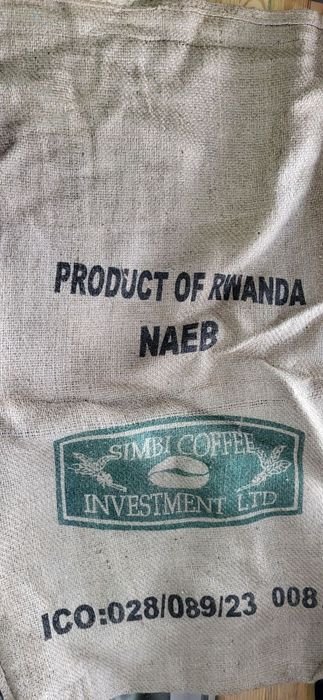 PRODUCT OF RWANDA
NAEB
SIMBI COFFEE
INVESTMENT LTD
ICO:028/089/23 008